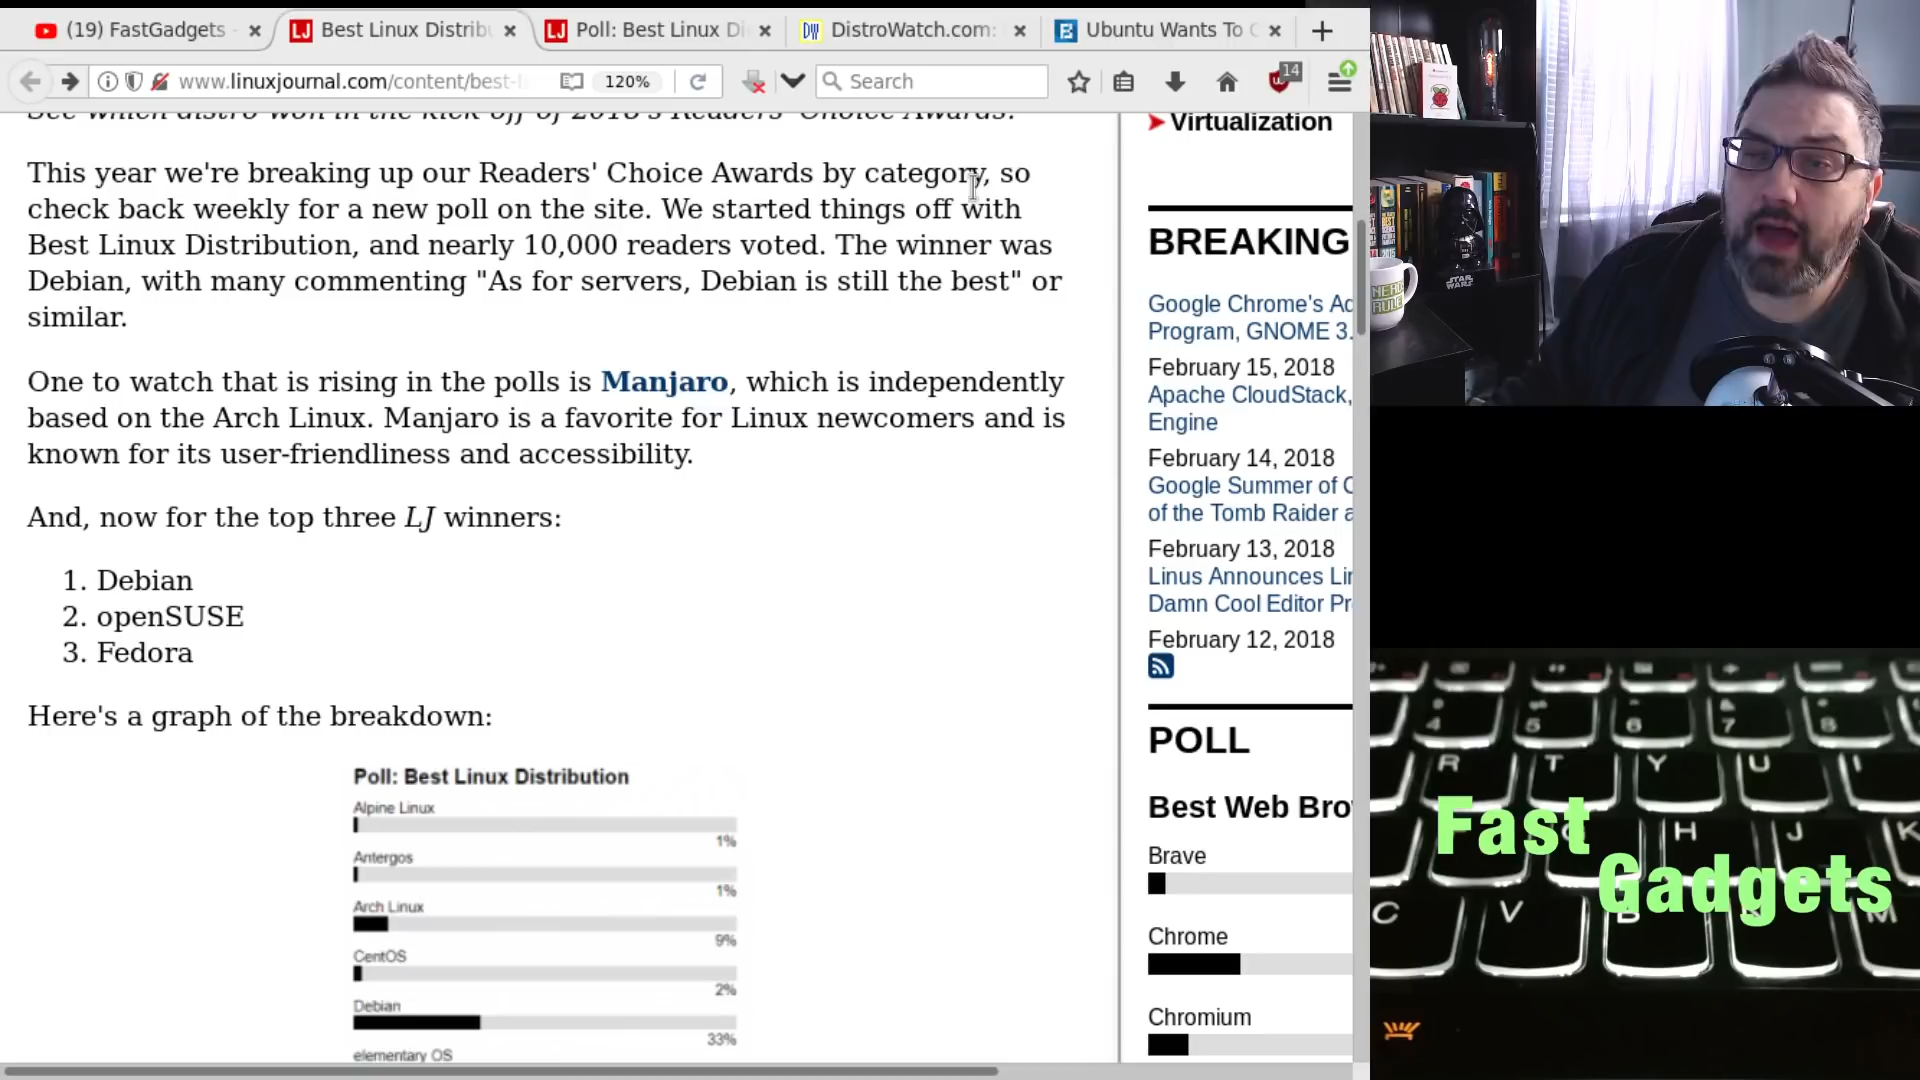 (19) FastGadgets
Best Linux Distrib
Poll: Best Linux Di
DistroWatch.com:
Ubuntu Wants To C
www.linuxjournal.com/content/best-l
120%
Search
14
See which distro won in the kick off of 2018's Readers' Choice Awards.
This year we're breaking up our Readers' Choice Awards by category, so
check back weekly for a new poll on the site. We started things off with
Best Linux Distribution, and nearly 10,000 readers voted. The winner was
Debian, with many commenting "As for servers, Debian is still the best" or
similar.
One to watch that is rising in the polls is Manjaro, which is independently
based on the Arch Linux. Manjaro is a favorite for Linux newcomers and is
known for its user-friendliness and accessibility.
And, now for the top three LJ winners:
1. Debian
2. openSUSE
3. Fedora
Here's a graph of the breakdown:
Poll: Best Linux Distribution
Alpine Linux
1%
Antergos
1%
Arch Linux
9%
CentOS
2%
Debian
33%
elementary OS
Virtualization
BREAKING
Google Chrome's Ad
Program, GNOME 3.
February 15, 2018
Apache CloudStack,
Engine
February 14, 2018
Google Summer of C
of the Tomb Raider a
February 13, 2018
Linus Announces Lin
Damn Cool Editor Pr
February 12, 2018
POLL
Best Web Bro
Brave
Chrome
Chromium
STAR
WARS
NERDS
RULE
4 5 6 7 8
R T Y U I
H J K
C V B N M
Fast
Gadgets